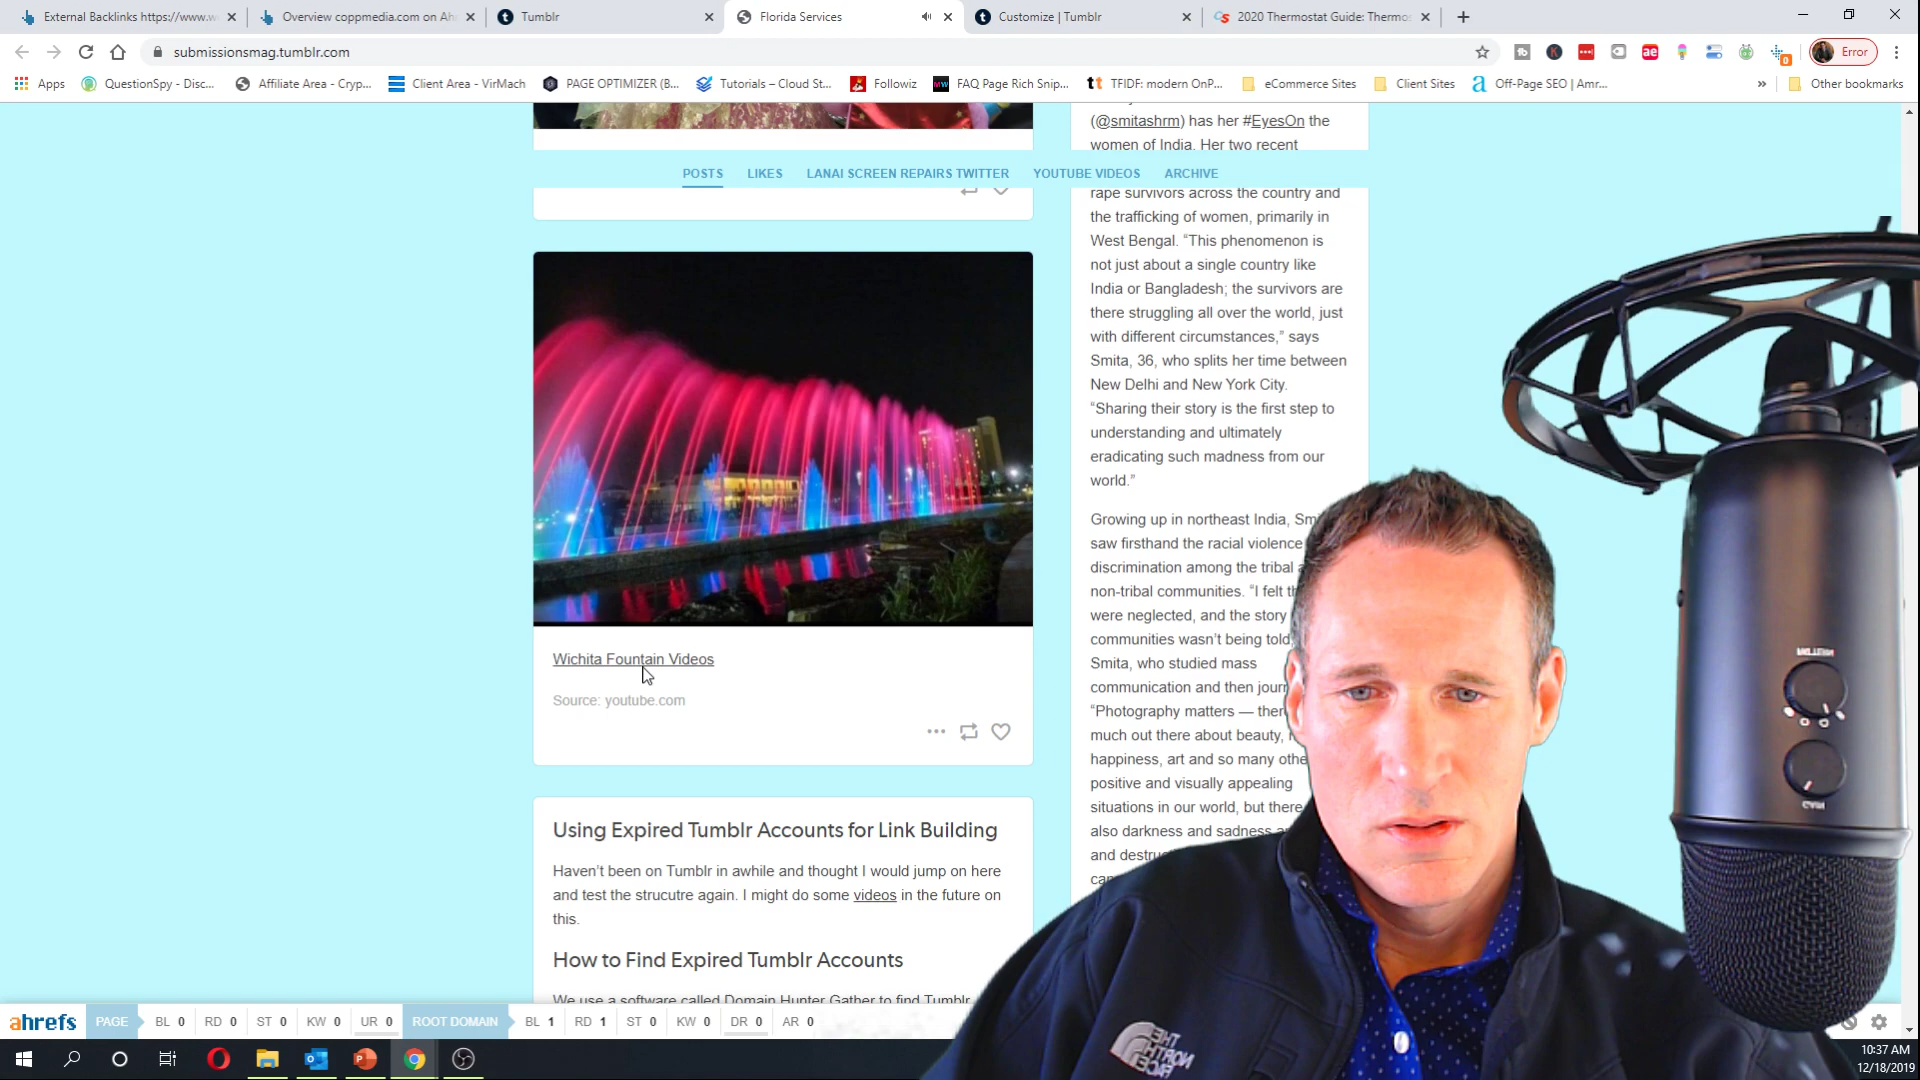 External Backlinks https://www.w
Overview coppmedia.com on Ah
Tumblr
Florida Services
Customize | Tumblr
2020 Thermostat Guide: Thermos
submissionsmag.tumblr.com
Error
Apps
QuestionSpy - Disc...
Affiliate Area - Cryp...
Client Area - VirMach
PAGE OPTIMIZER (B...
Tutorials – Cloud St...
Followiz
FAQ Page Rich Snip...
TFIDF: modern OnP...
eCommerce Sites
Client Sites
Off-Page SEO | Amr...
Other bookmarks
POSTS LIKES LANAI SCREEN REPAIRS TWITTER YOUTUBE VIDEOS ARCHIVE
Wichita Fountain Videos
Source: youtube.com
Using Expired Tumblr Accounts for Link Building
Haven't been on Tumblr in awhile and thought I would jump on here
and test the strucutre again. I might do some videos in the future on
this.
How to Find Expired Tumblr Accounts
We use a software called Domain Hunter Gather to find Tumblr
(@smitashrm) has her #EyesOn the
women of India. Her two recent
rape survivors across the country and
the trafficking of women, primarily in
West Bengal. “This phenomenon is
not just about a single country like
India or Bangladesh; the survivors are
there struggling all over the world, just
with different circumstances,” says
Smita, 36, who splits her time between
New Delhi and New York City.
“Sharing their story is the first step to
understanding and ultimately
eradicating such madness from our
world.”
Growing up in northeast India, Smi
saw firsthand the racial violence
discrimination among the tribal a
non-tribal communities. “I felt th
were neglected, and the story
communities wasn't being told,
Smita, who studied mass
communication and then jour
“Photography matters — ther
much out there about beauty,
happiness, art and so many othe
positive and visually appealing
situations in our world, but there
also darkness and sadness a
and destru
ca
ahrefs PAGE BL 0 RD 0 ST 0 KW 0 UR 0 ROOT DOMAIN BL 1 RD 1 ST 0 KW 0 DR 0 AR 0
THE
NORTH
FACE
10:37 AM
12/18/2019